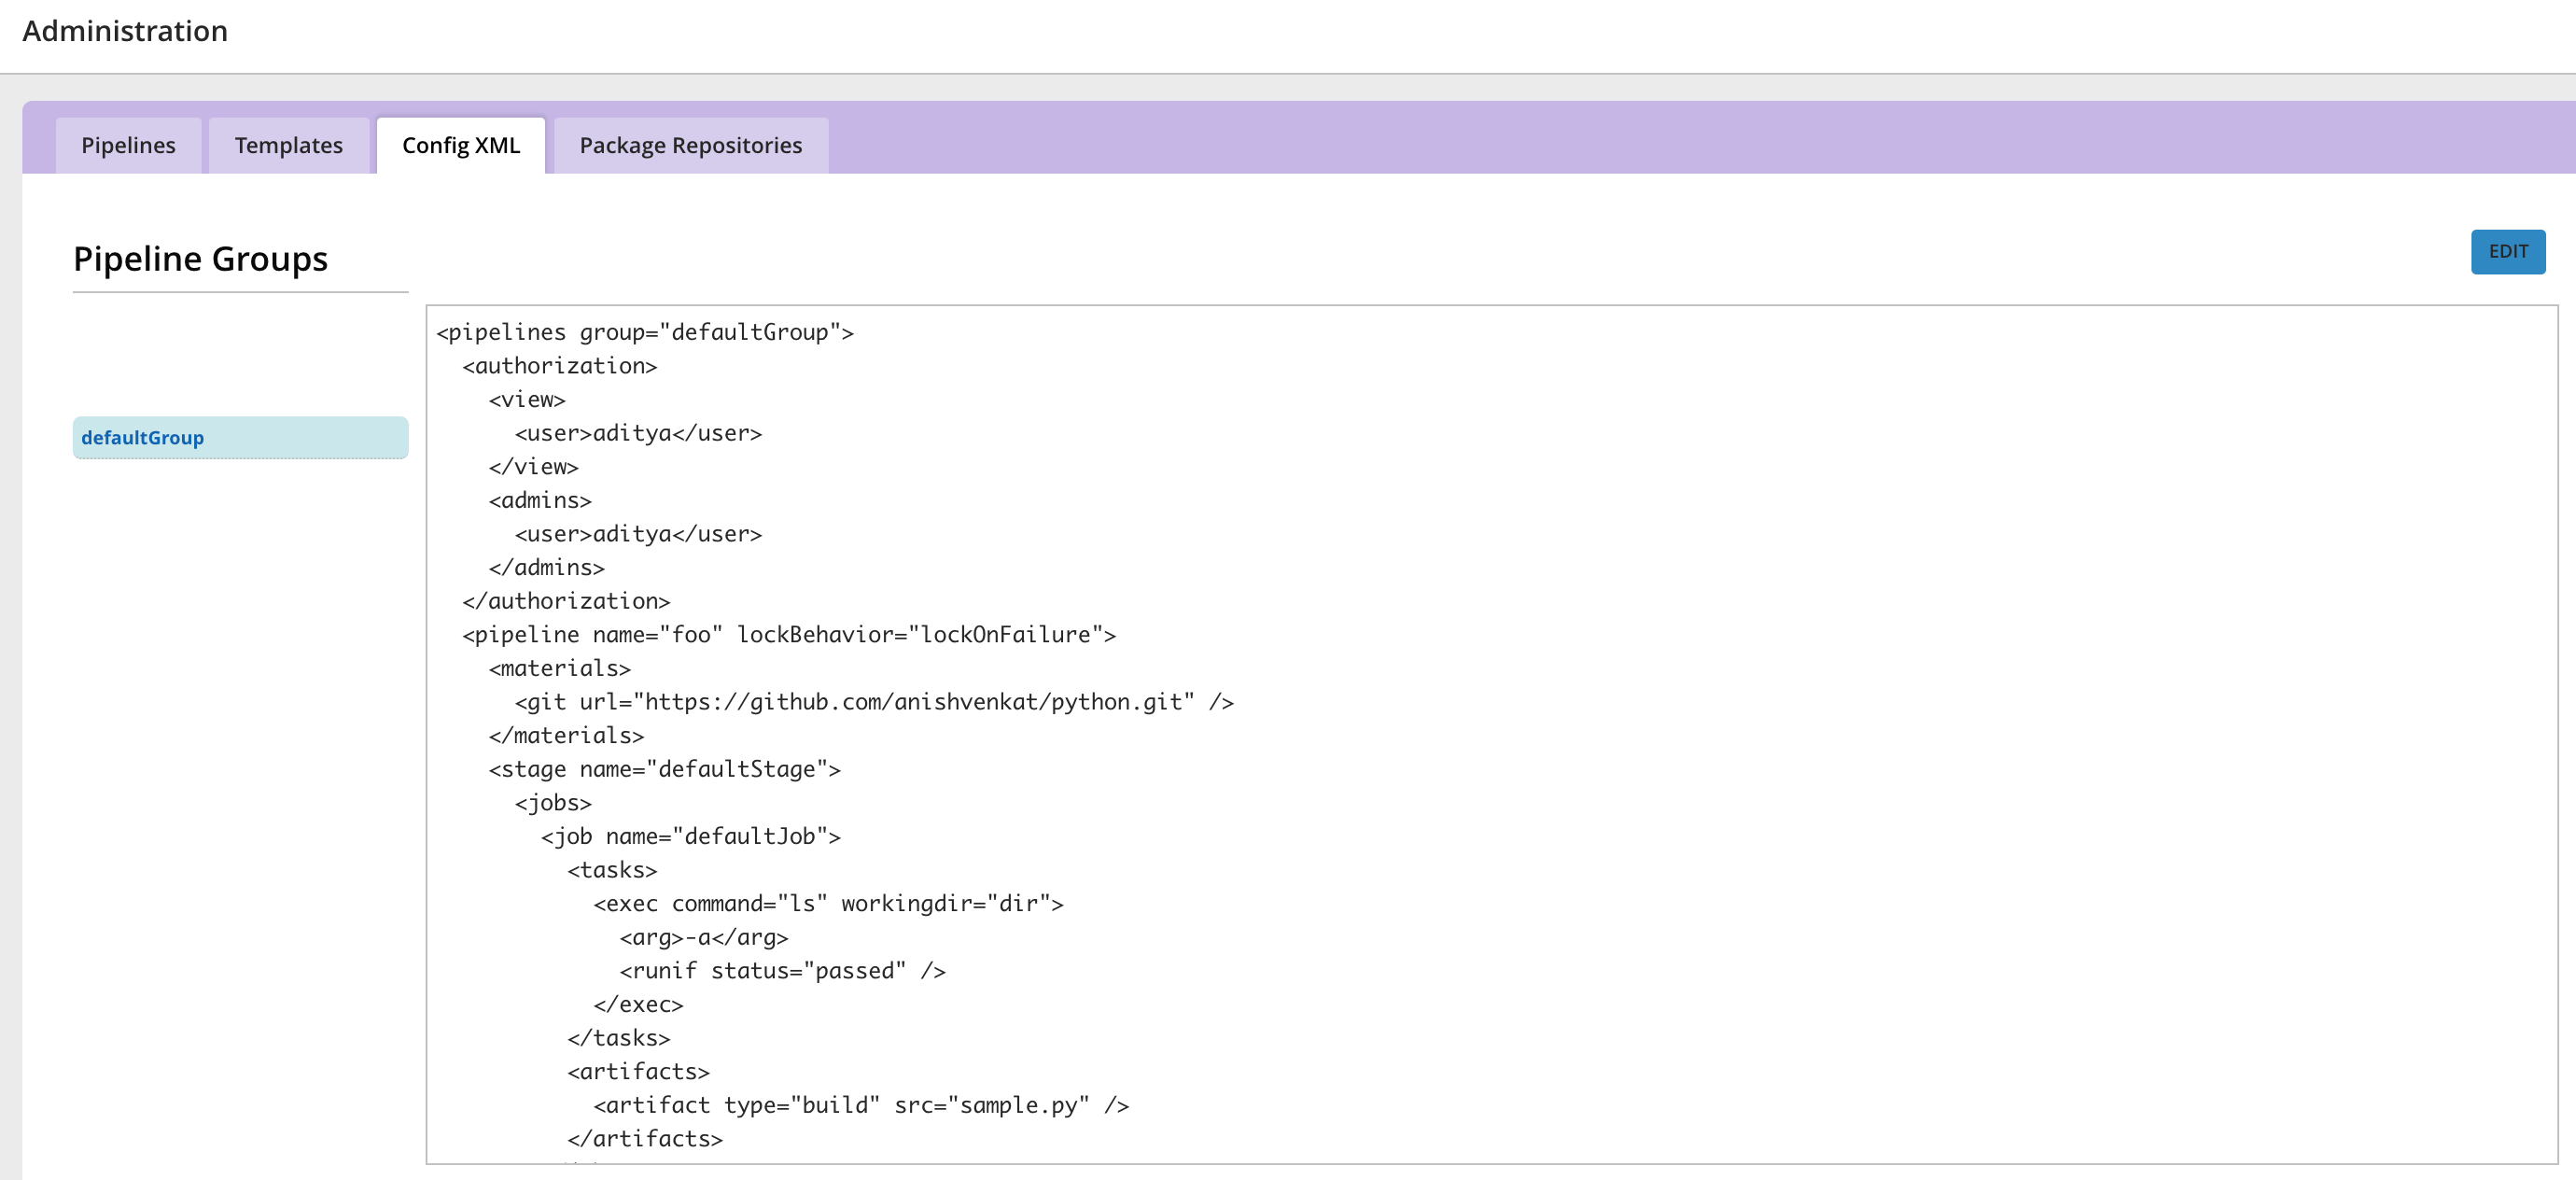 Administration
Pipelines Templates Config XML Package Repositories
Pipeline Groups
EDIT
defaultGroup
<pipelines group="defaultGroup">
  <authorization>
    <view>
      <user>aditya</user>
    </view>
    <admins>
      <user>aditya</user>
    </admins>
  </authorization>
  <pipeline name="foo" lockBehavior="lockOnFailure">
    <materials>
      <git url="https://github.com/anishvenkat/python.git" />
    </materials>
    <stage name="defaultStage">
      <jobs>
        <job name="defaultJob">
          <tasks>
            <exec command="ls" workingdir="dir">
              <arg>-a</arg>
              <runif status="passed" />
            </exec>
          </tasks>
          <artifacts>
            <artifact type="build" src="sample.py" />
          </artifacts>